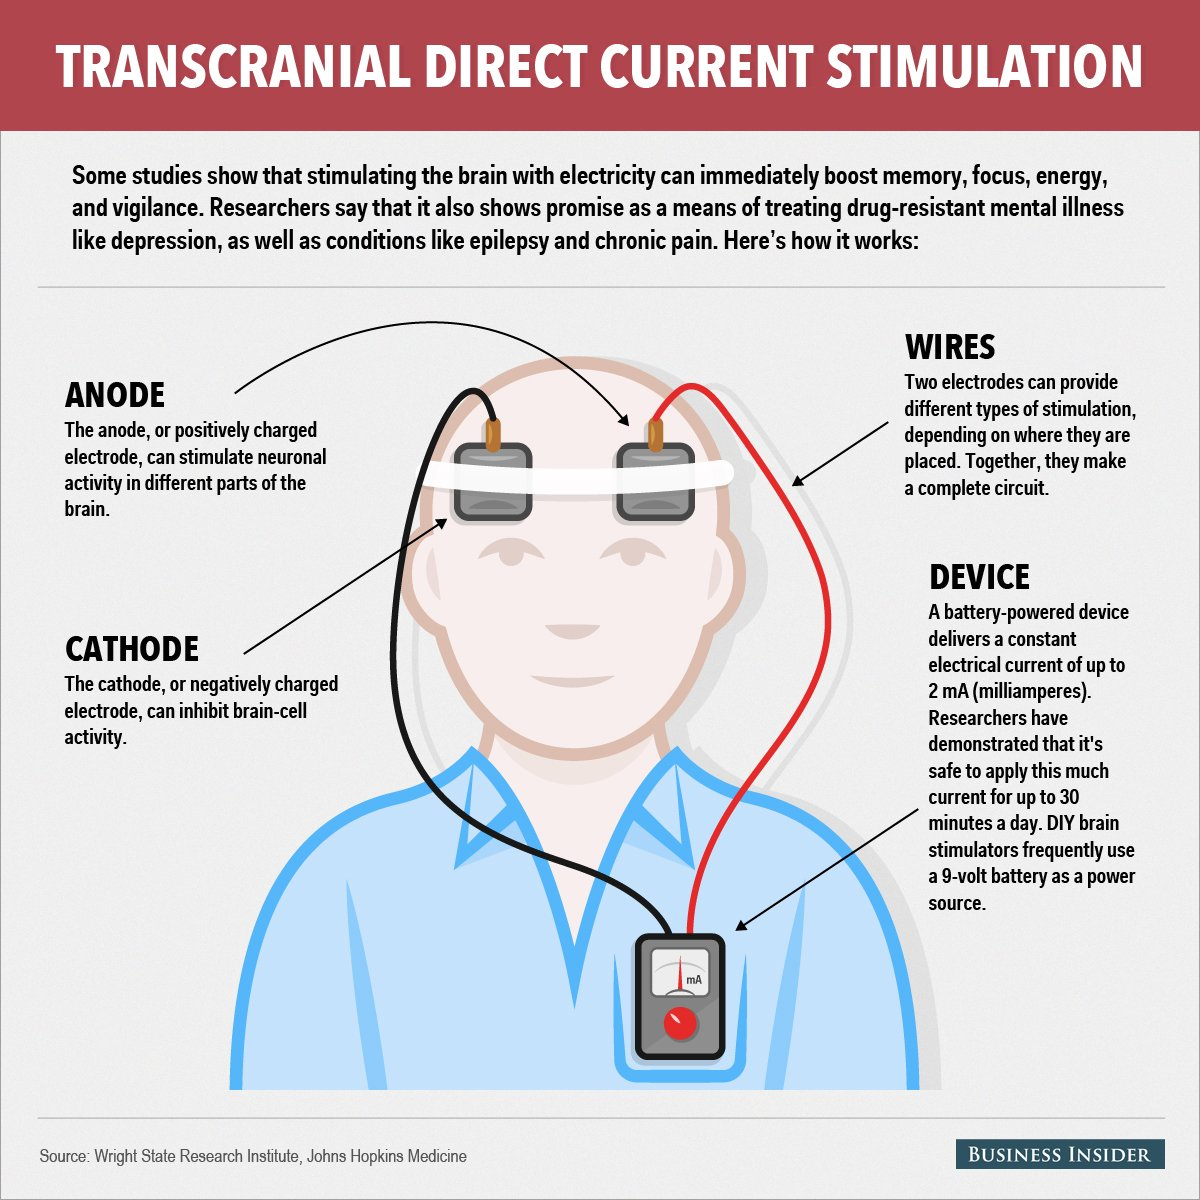 TRANSCRANIAL DIRECT CURRENT STIMULATION
Some studies show that stimulating the brain with electricity can immediately boost memory, focus, energy,
and vigilance. Researchers say that it also shows promise as a means of treating drug-resistant mental illness
like depression, as well as conditions like epilepsy and chronic pain. Here's how it works:
ANODE
The anode, or positively charged
electrode, can stimulate neuronal
activity in different parts of the
brain.
CATHODE
The cathode, or negatively charged
electrode, can inhibit brain-cell
activity.
WIRES
Two electrodes can provide
different types of stimulation,
depending on where they are
placed. Together, they make
a complete circuit.
DEVICE
A battery-powered device
delivers a constant
electrical current of up to
2 mA (milliamperes).
Researchers have
demonstrated that it's
safe to apply this much
current for up to 30
minutes a day. DIY brain
stimulators frequently use
a 9-volt battery as a power
source.
mA
Source: Wright State Research Institute, Johns Hopkins Medicine
BUSINESS INSIDER